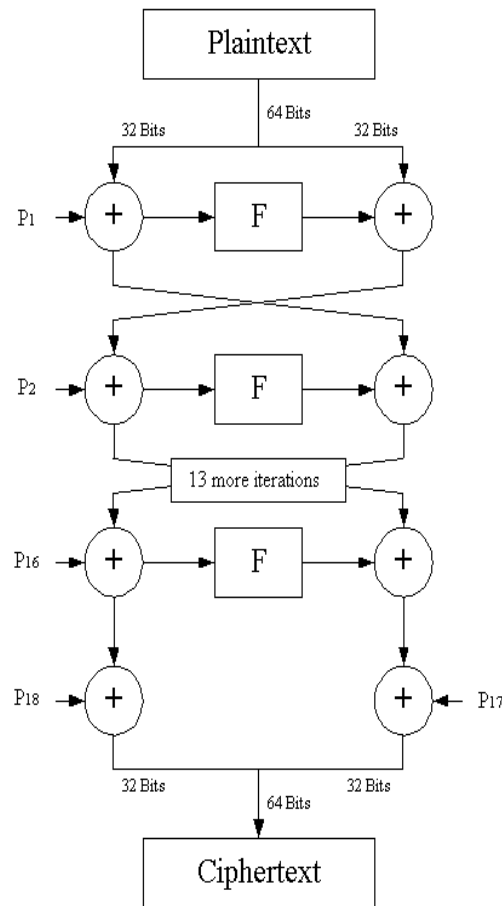 Plaintext
64 Bits
32 Bits
32 Bits
P1
+
F
+
P2
+
F
+
13 more iterations
P16
+
F
+
P18
+
+
P17
32 Bits
32 Bits
64 Bits
Ciphertext